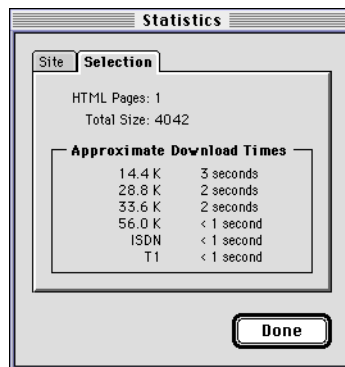 Statistics
Site Selection
HTML Pages: 1
Total Size: 4042
Approximate Download Times
14.4 K 3 seconds
28.8 K 2 seconds
33.6 K 2 seconds
56.0 K < 1 second
ISDN < 1 second
T1 < 1 second
Done